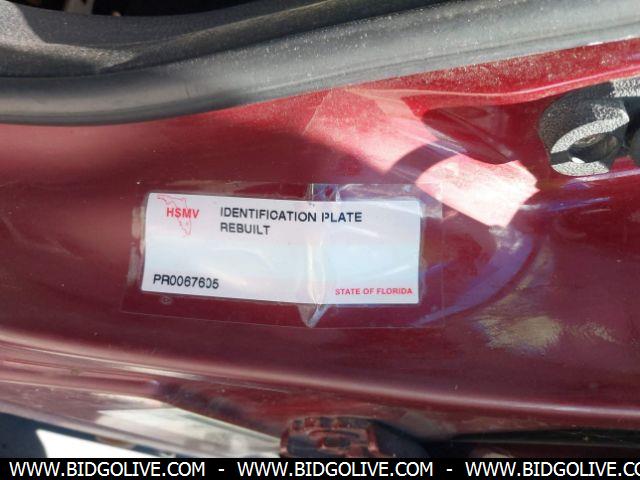 HSMV
IDENTIFICATION PLATE
REBUILT
PR0067605
STATE OF FLORIDA
WWW.BIDGOLIVE.COM - WWW.BIDGOLIVE.COM - WWW.BIDGOLIVE.COM